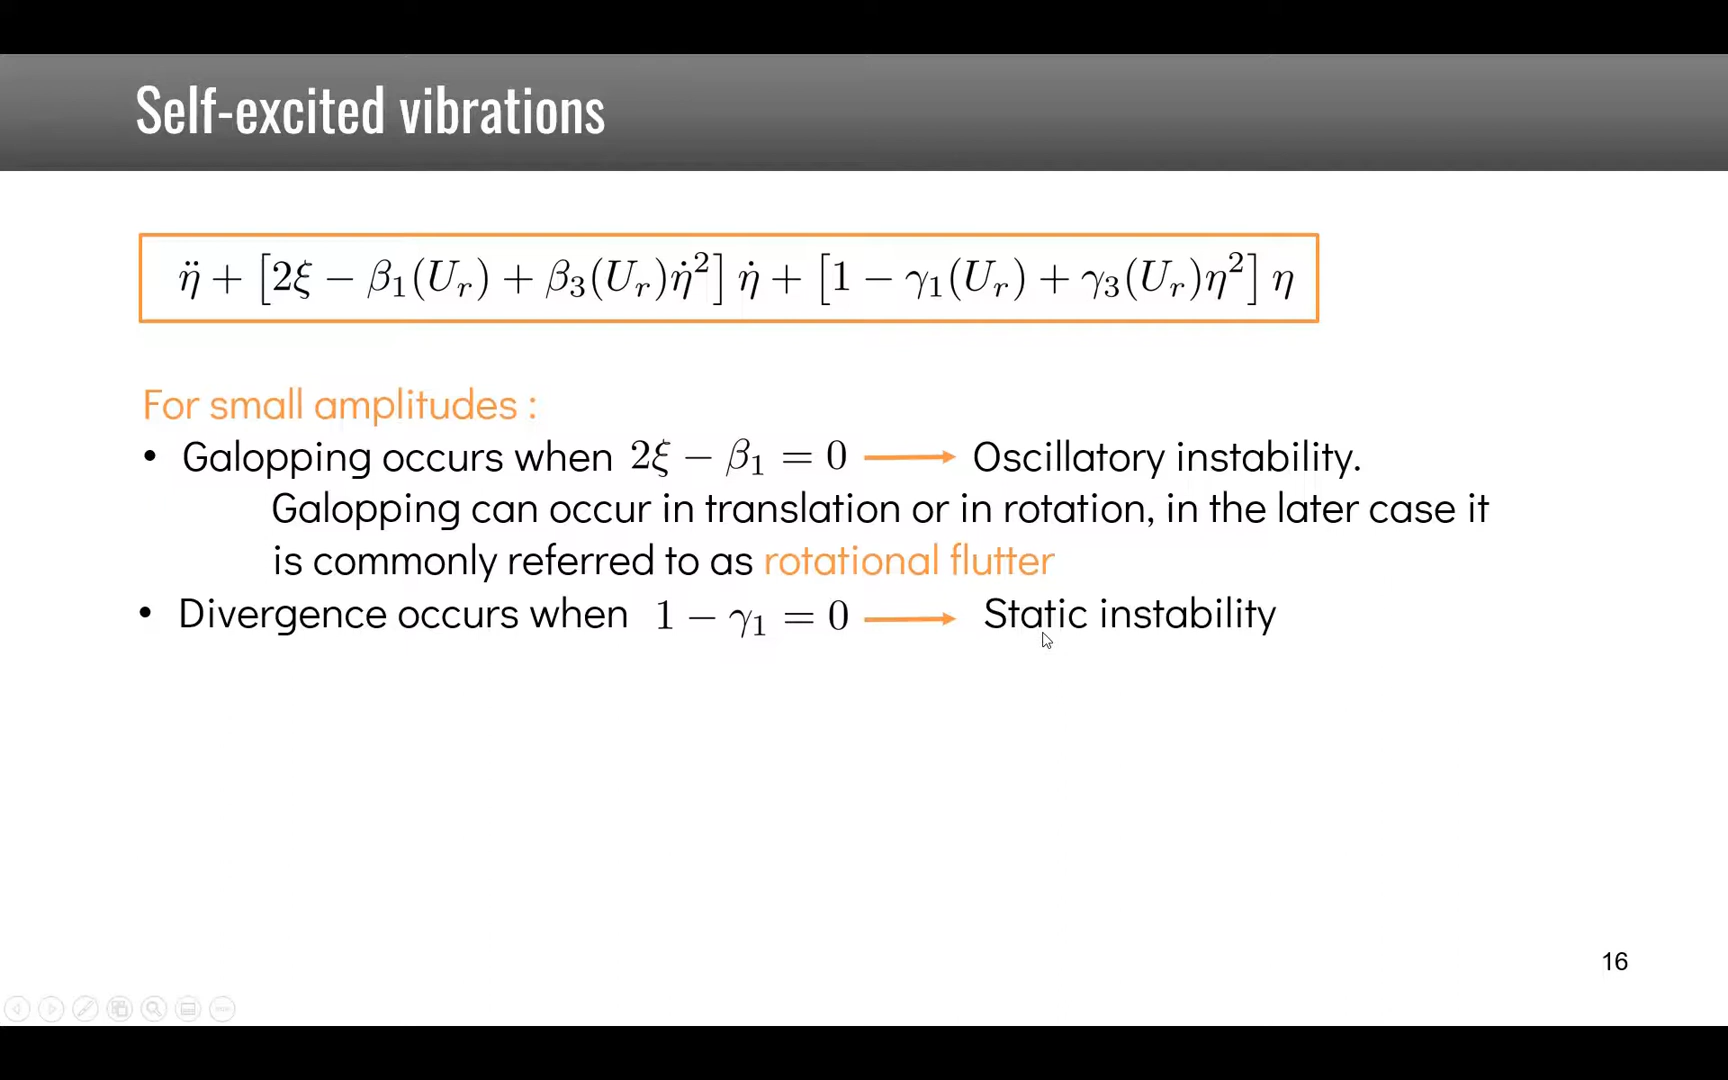 Self-excited vibrations
η̈ + [2ξ − β₁(Uᵣ) + β₃(Uᵣ)η̇²] η̇ + [1 − γ₁(Uᵣ) + γ₃(Uᵣ)η²] η
For small amplitudes :
• Galopping occurs when 2ξ − β₁ = 0 → Oscillatory instability.
Galopping can occur in translation or in rotation, in the later case it
is commonly referred to as rotational flutter
• Divergence occurs when 1 − γ₁ = 0 → Static instability
16